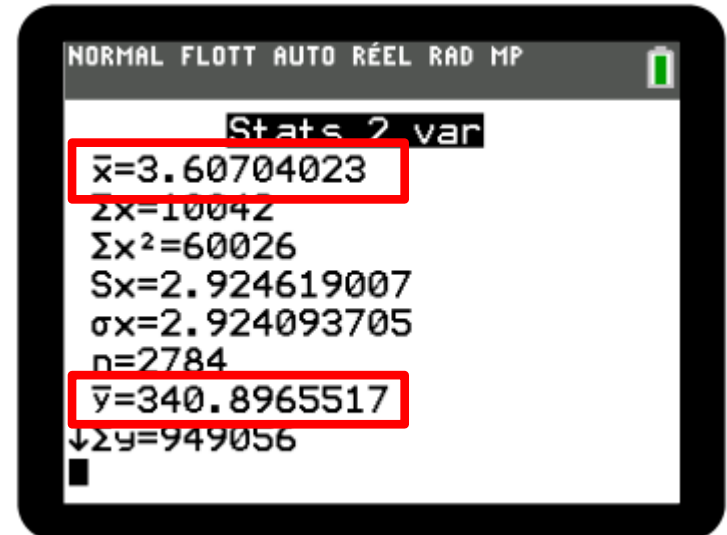 NORMAL FLOTT AUTO RÉEL RAD MP
Stats 2 var
x̄=3.60704023
Σx=10042
Σx²=60026
Sx=2.924619007
σx=2.924093705
n=2784
ȳ=340.8965517
↓Σy=949056